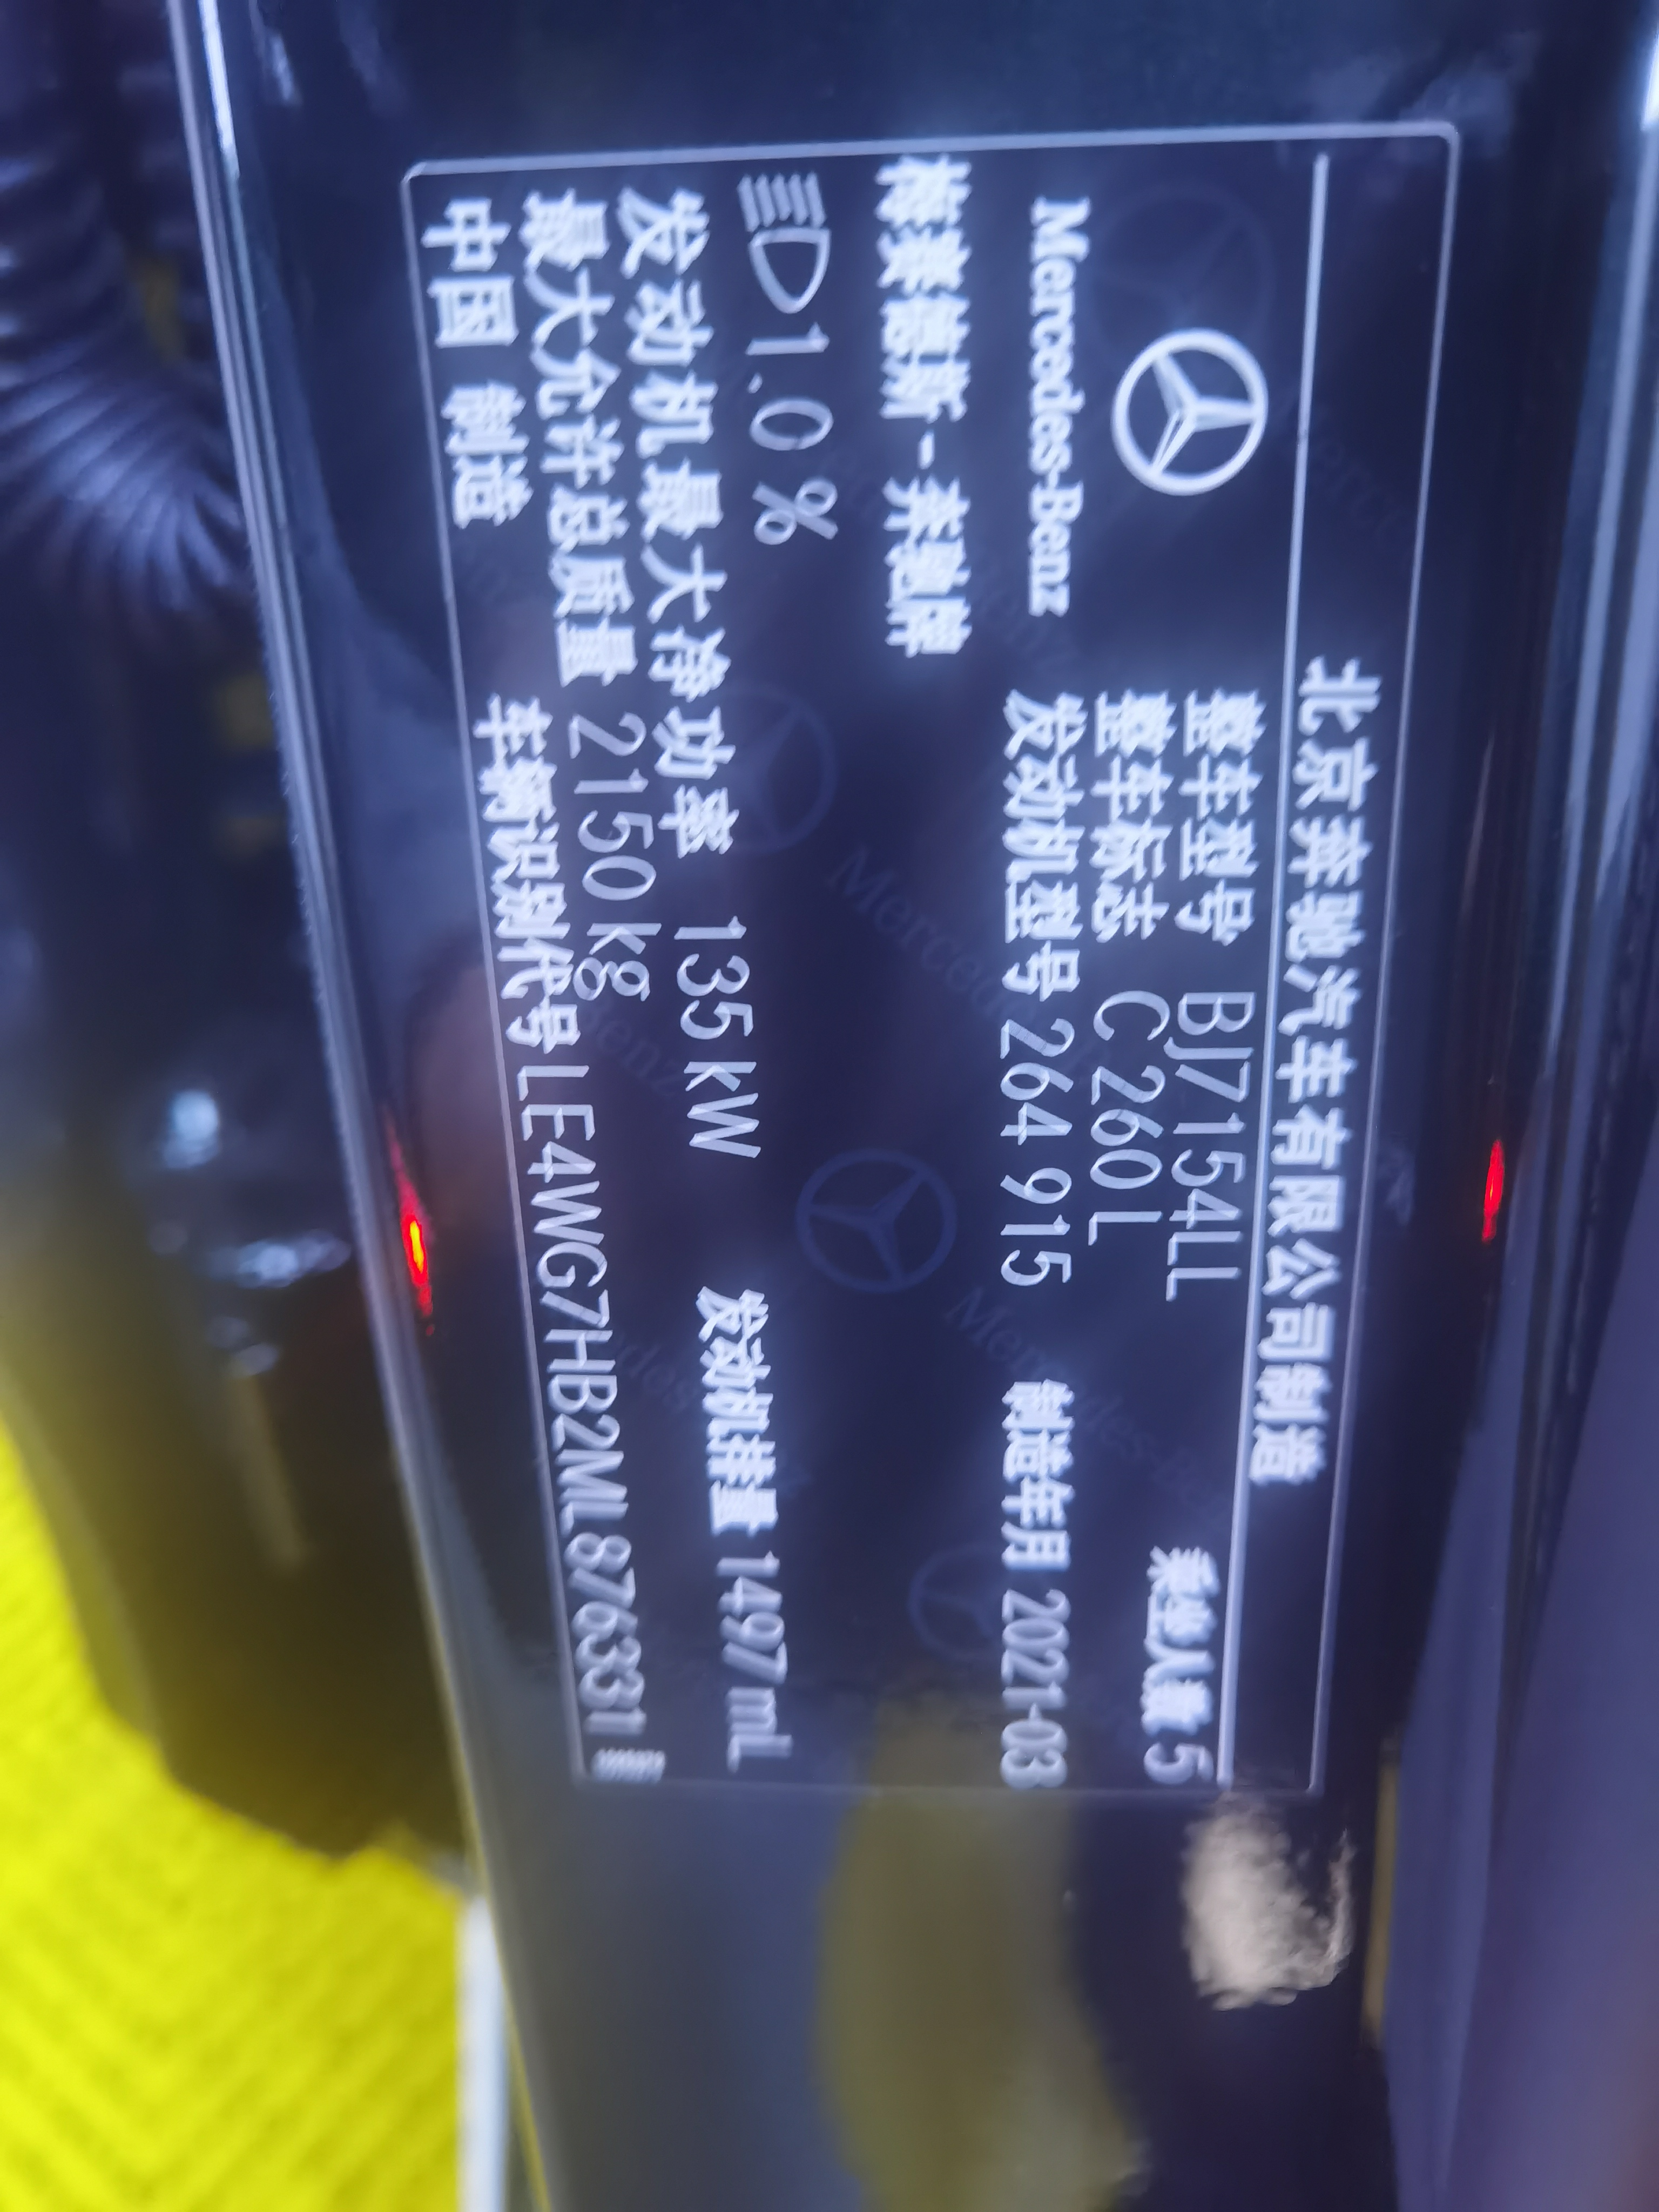 北京奔驰汽车有限公司制造
Mercedes-Benz
整车型号 BJ7154LL
乘坐人数 5
整车标志 C 260 L
发动机型号 264 915
制造年月 2021-03
梅赛德斯-奔驰牌
1.0%
发动机最大净功率 135 kW
发动机排量 1497 mL
最大允许总质量 2150 kg
中国 制造
车辆识别代号 LE4WG7HB2ML876331